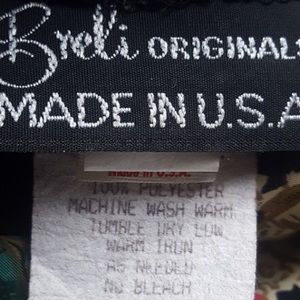 Breli ORIGINALS
MADE IN U.S.A
MADE IN U.S.A.
100% POLYESTER
MACHINE WASH WARM
TUMBLE DRY LOW
WARM IRON
AS NEEDED
NO BLEACH